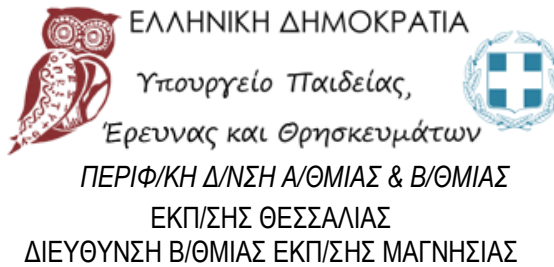 ΕΛΛΗΝΙΚΗ ΔΗΜΟΚΡΑΤΙΑ
Υπουργείο Παιδείας,
Έρευνας και Θρησκευμάτων
ΠΕΡΙΦ/ΚΗ Δ/ΝΣΗ Α/ΘΜΙΑΣ & Β/ΘΜΙΑΣ
ΕΚΠ/ΣΗΣ ΘΕΣΣΑΛΙΑΣ
ΔΙΕΥΘΥΝΣΗ Β/ΘΜΙΑΣ ΕΚΠ/ΣΗΣ ΜΑΓΝΗΣΙΑΣ